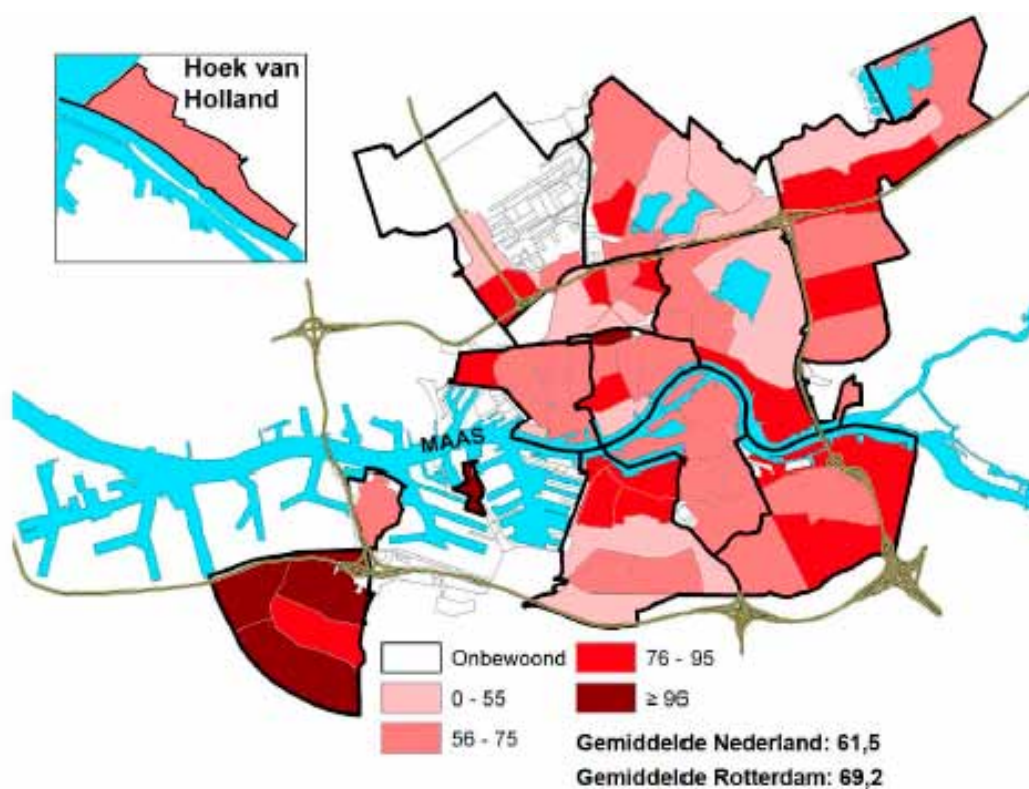 Hoek van
Holland
MAAS
Onbewoond
0 - 55
56 - 75
76 - 95
≥ 96
Gemiddelde Nederland: 61,5
Gemiddelde Rotterdam: 69,2